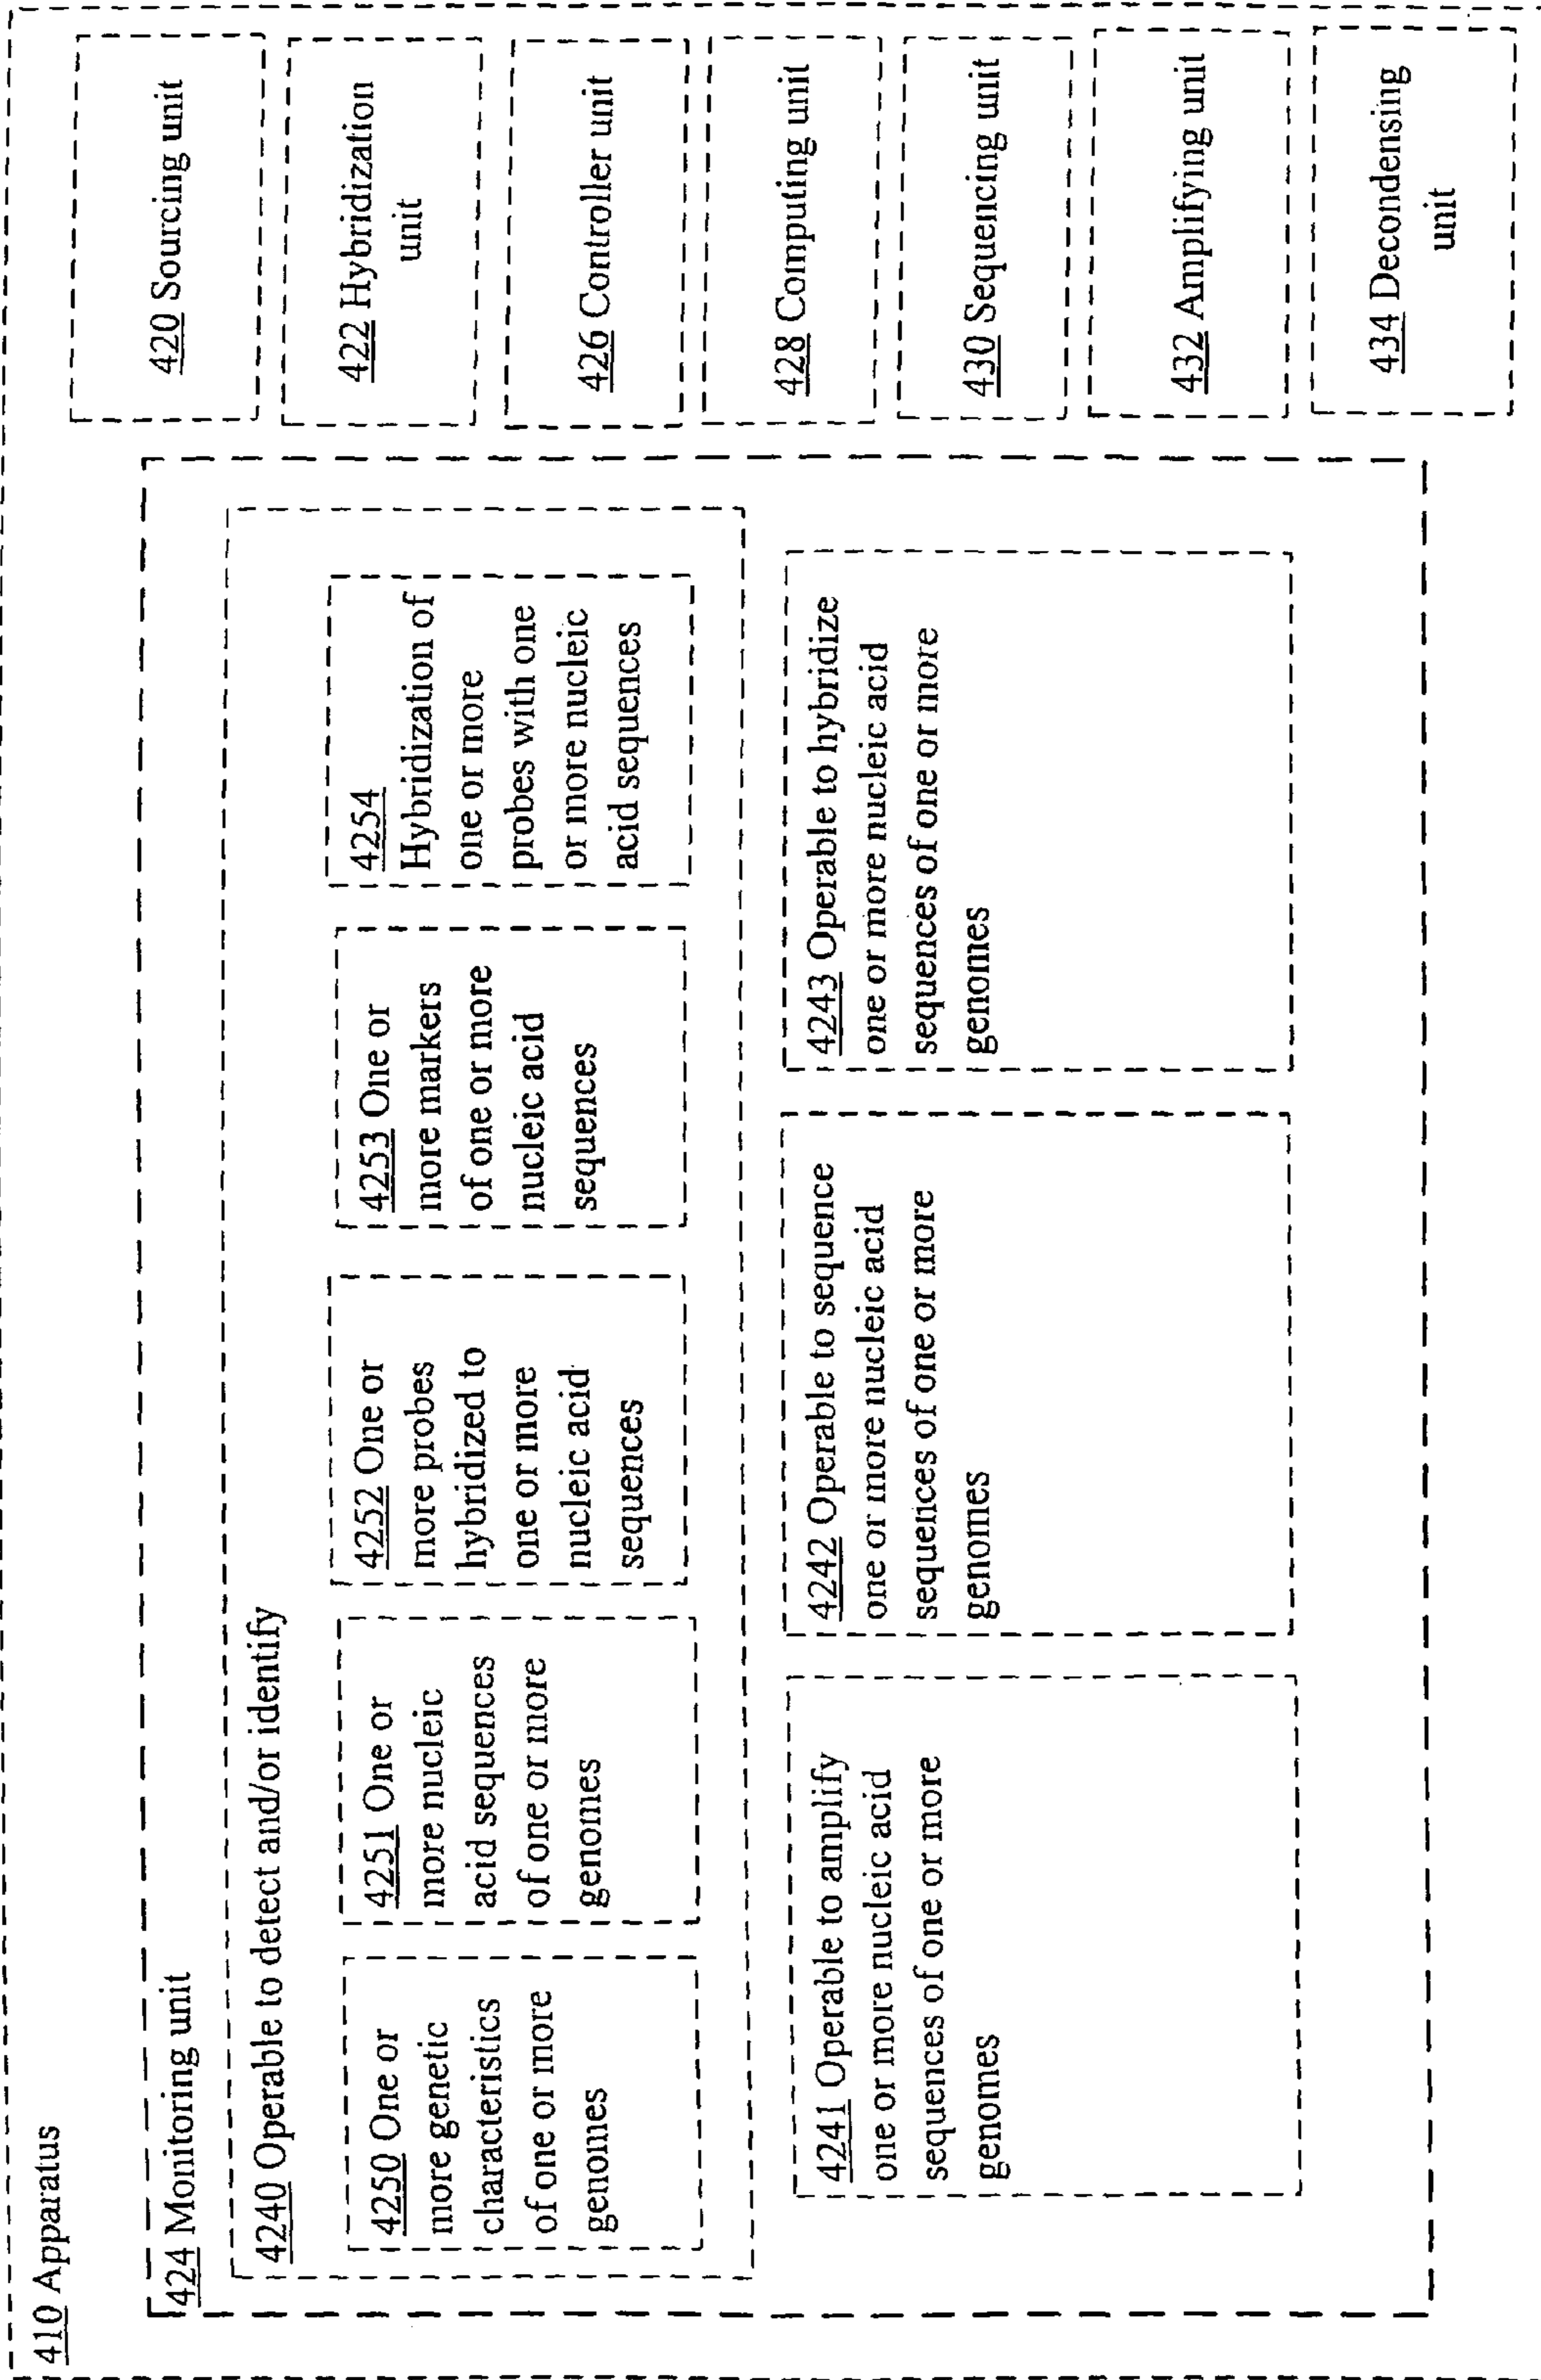 410 Apparatus
424 Monitoring unit
4240 Operable to detect and/or identify
4250 One or
more genetic
characteristics
of one or more
genomes
4251 One or
more nucleic
acid sequences
of one or more
genomes
4252 One or
more probes
hybridized to
one or more
nucleic acid
sequences
4253 One or
more markers
of one or more
nucleic acid
sequences
4254
Hybridization of
one or more
probes with one
or more nucleic
acid sequences
4241 Operable to amplify
one or more nucleic acid
sequences of one or more
genomes
4242 Operable to sequence
one or more nucleic acid
sequences of one or more
genomes
4243 Operable to hybridize
one or more nucleic acid
sequences of one or more
genomes
420 Sourcing unit
422 Hybridization
unit
426 Controller unit
428 Computing unit
430 Sequencing unit
432 Amplifying unit
434 Decondensing
unit